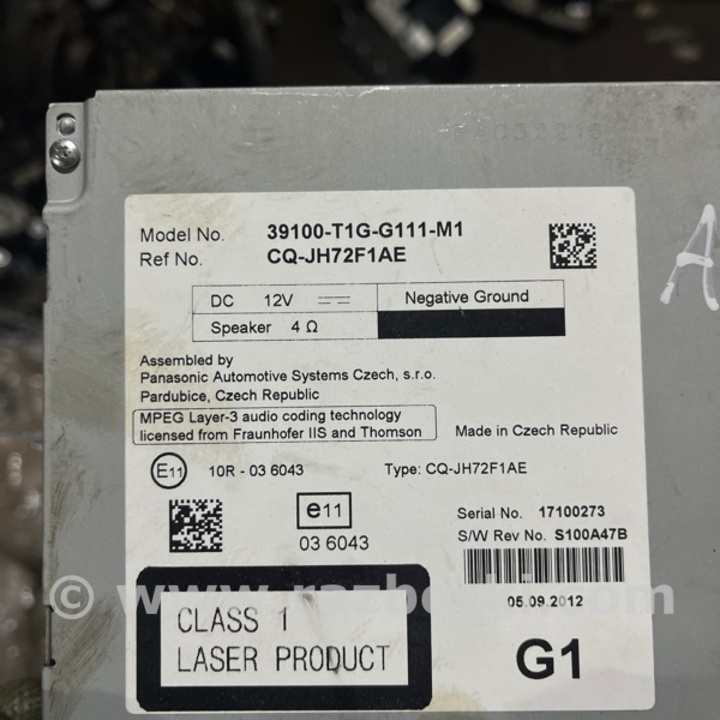 Model No. 39100-T1G-G111-M1
Ref No. CQ-JH72F1AE
DC 12V Negative Ground
Speaker 4 Ω
Assembled by
Panasonic Automotive Systems Czech, s.r.o.
Pardubice, Czech Republic
MPEG Layer-3 audio coding technology
licensed from Fraunhofer IIS and Thomson
Made in Czech Republic
E11 10R - 03 6043 Type: CQ-JH72F1AE
e11
03 6043
Serial No. 17100273
S/W Rev No. S100A47B
05.09.2012
CLASS 1
LASER PRODUCT
G1
A